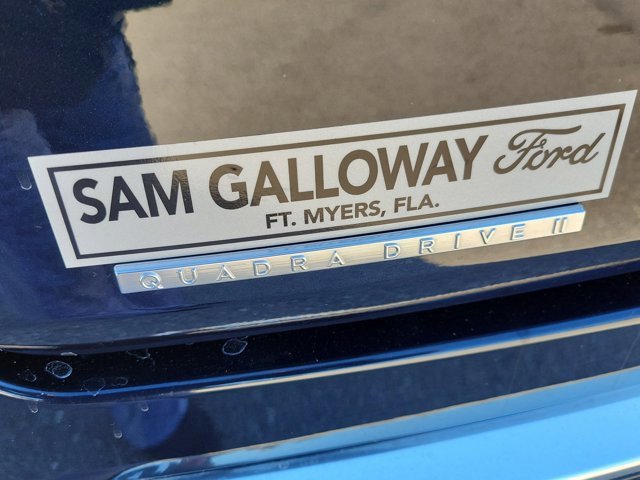 SAM GALLOWAY Ford
FT. MYERS, FLA.
QUADRA DRIVE II